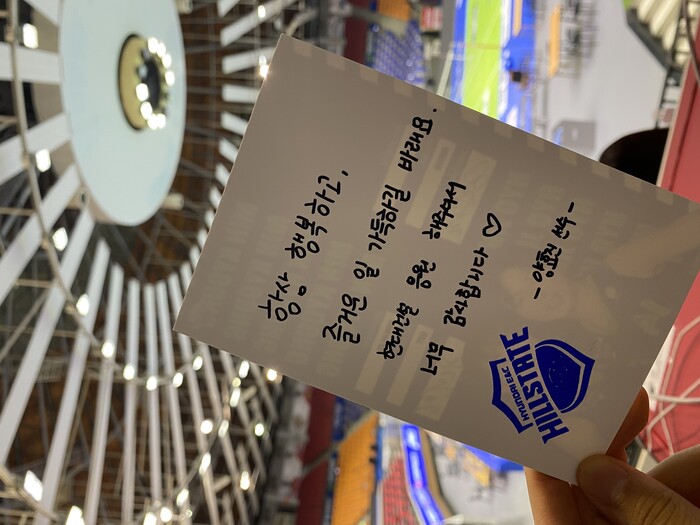 항상 행복하고,
즐거운 일 가득하길 바래요.
현대건설 응원 해주셔서
너무 감사합니다 ♡
- 양효진 선수 -
HYUNDAI E&C
HILLSTATE